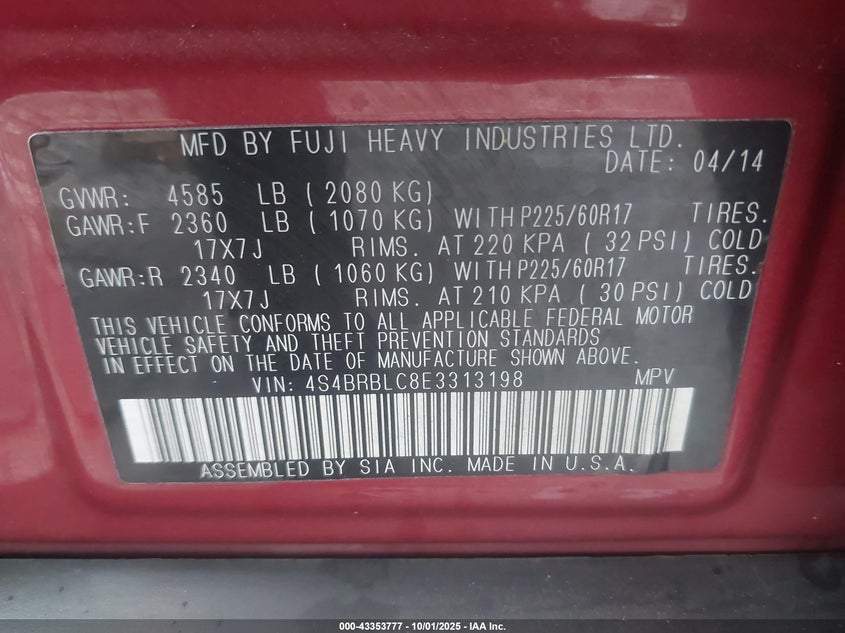 MFD BY FUJI HEAVY INDUSTRIES LTD.
DATE: 04/14
GVWR: 4585 LB ( 2080 KG)
GAWR:F 2360 LB ( 1070 KG) WITH P225/60R17 TIRES.
17X7J RIMS. AT 220 KPA ( 32 PSI) COLD
GAWR:R 2340 LB ( 1060 KG) WITH P225/60R17 TIRES.
17X7J RIMS. AT 210 KPA ( 30 PSI) COLD
THIS VEHICLE CONFORMS TO ALL APPLICABLE FEDERAL MOTOR
VEHICLE SAFETY AND THEFT PREVENTION STANDARDS
IN EFFECT ON THE DATE OF MANUFACTURE SHOWN ABOVE.
VIN: 4S4BRBLC8E3313198 MPV
ASSEMBLED BY SIA INC. MADE IN U.S.A.
000-43353777 - 10/01/2025 - IAA Inc.